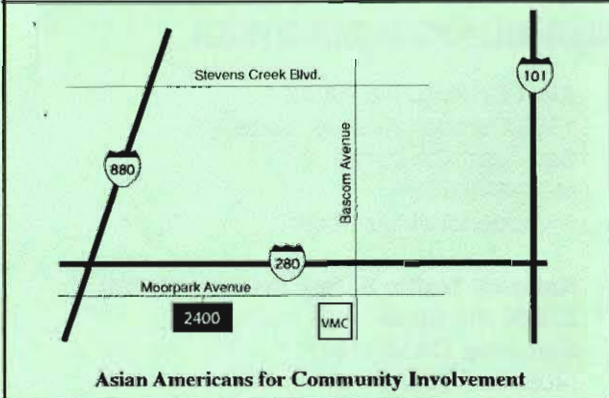 Stevens Creek Blvd.
101
Bascom Avenue
880
280
Moorpark Avenue
2400
VMC
Asian Americans for Community Involvement